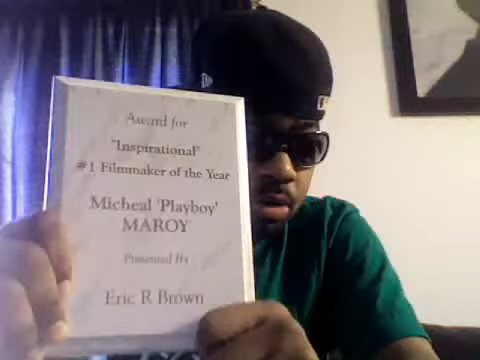 Award for
"Inspirational"
#1 Filmmaker of the Year
Micheal 'Playboy'
MAROY
Presented By
Eric R Brown